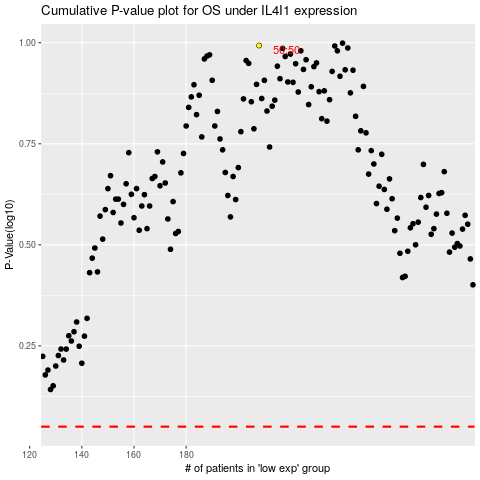 Cumulative P-value plot for OS under IL4I1 expression
1.00
50:50
0.75
P-Value(log10)
0.50
0.25
120 140 160 180
# of patients in 'low exp' group